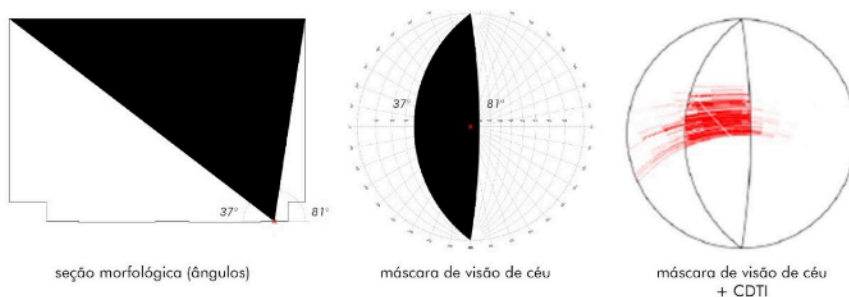 37°
81°
37°
81°
seção morfológica (ângulos)
máscara de visão de céu
máscara de visão de céu
+ CDTI